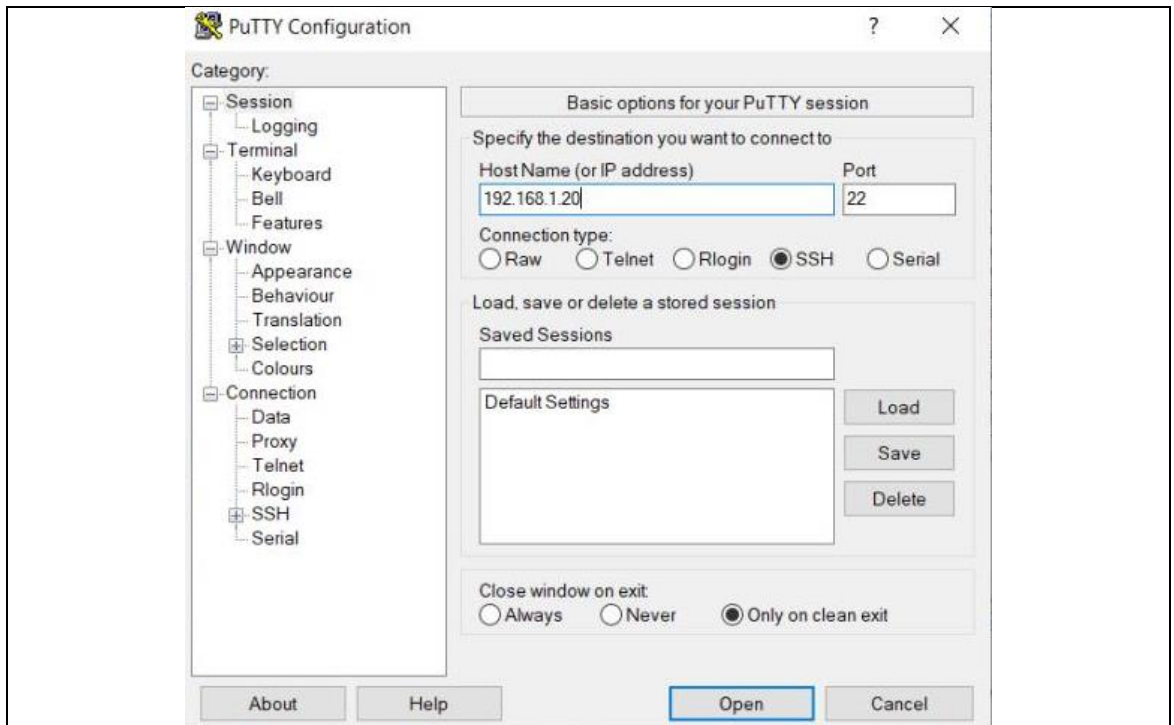 PuTTY Configuration
?
Category:
Session
Logging
Terminal
Keyboard
Bell
Features
Window
Appearance
Behaviour
Translation
Selection
Colours
Connection
Data
Proxy
Telnet
Rlogin
SSH
Serial
Basic options for your PuTTY session
Specify the destination you want to connect to
Host Name (or IP address) Port
192.168.1.20 22
Connection type:
Raw Telnet Rlogin SSH Serial
Load, save or delete a stored session
Saved Sessions
Default Settings
Load
Save
Delete
Close window on exit:
Always Never Only on clean exit
About Help Open Cancel